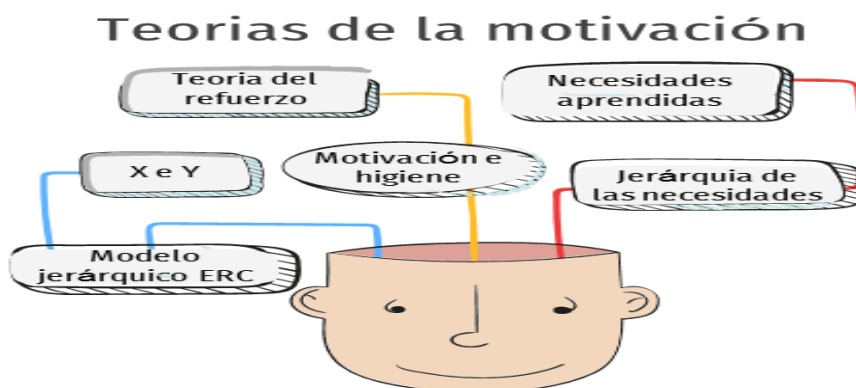 Teorias de la motivación
Teoria del
refuerzo
Necesidades
aprendidas
X e Y
Motivación e
higiene
Jerárquia de
las necesidades
Modelo
jerárquico ERC